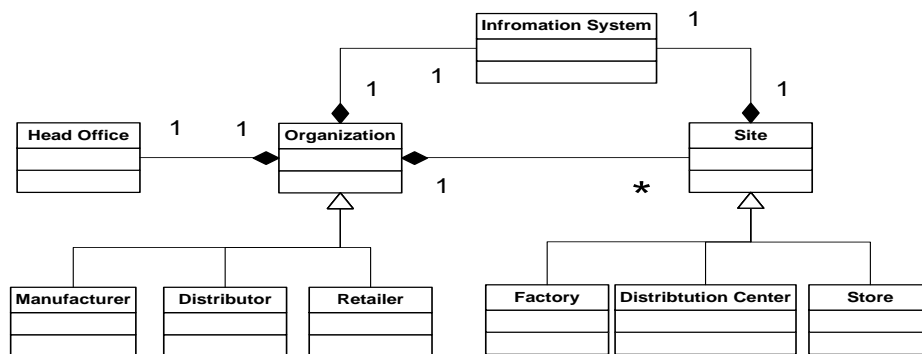 1
Infromation System
1
1
1
Head Office
1
1
Organization
Site
1
*
Manufacturer
Distributor
Retailer
Factory
Distribtution Center
Store